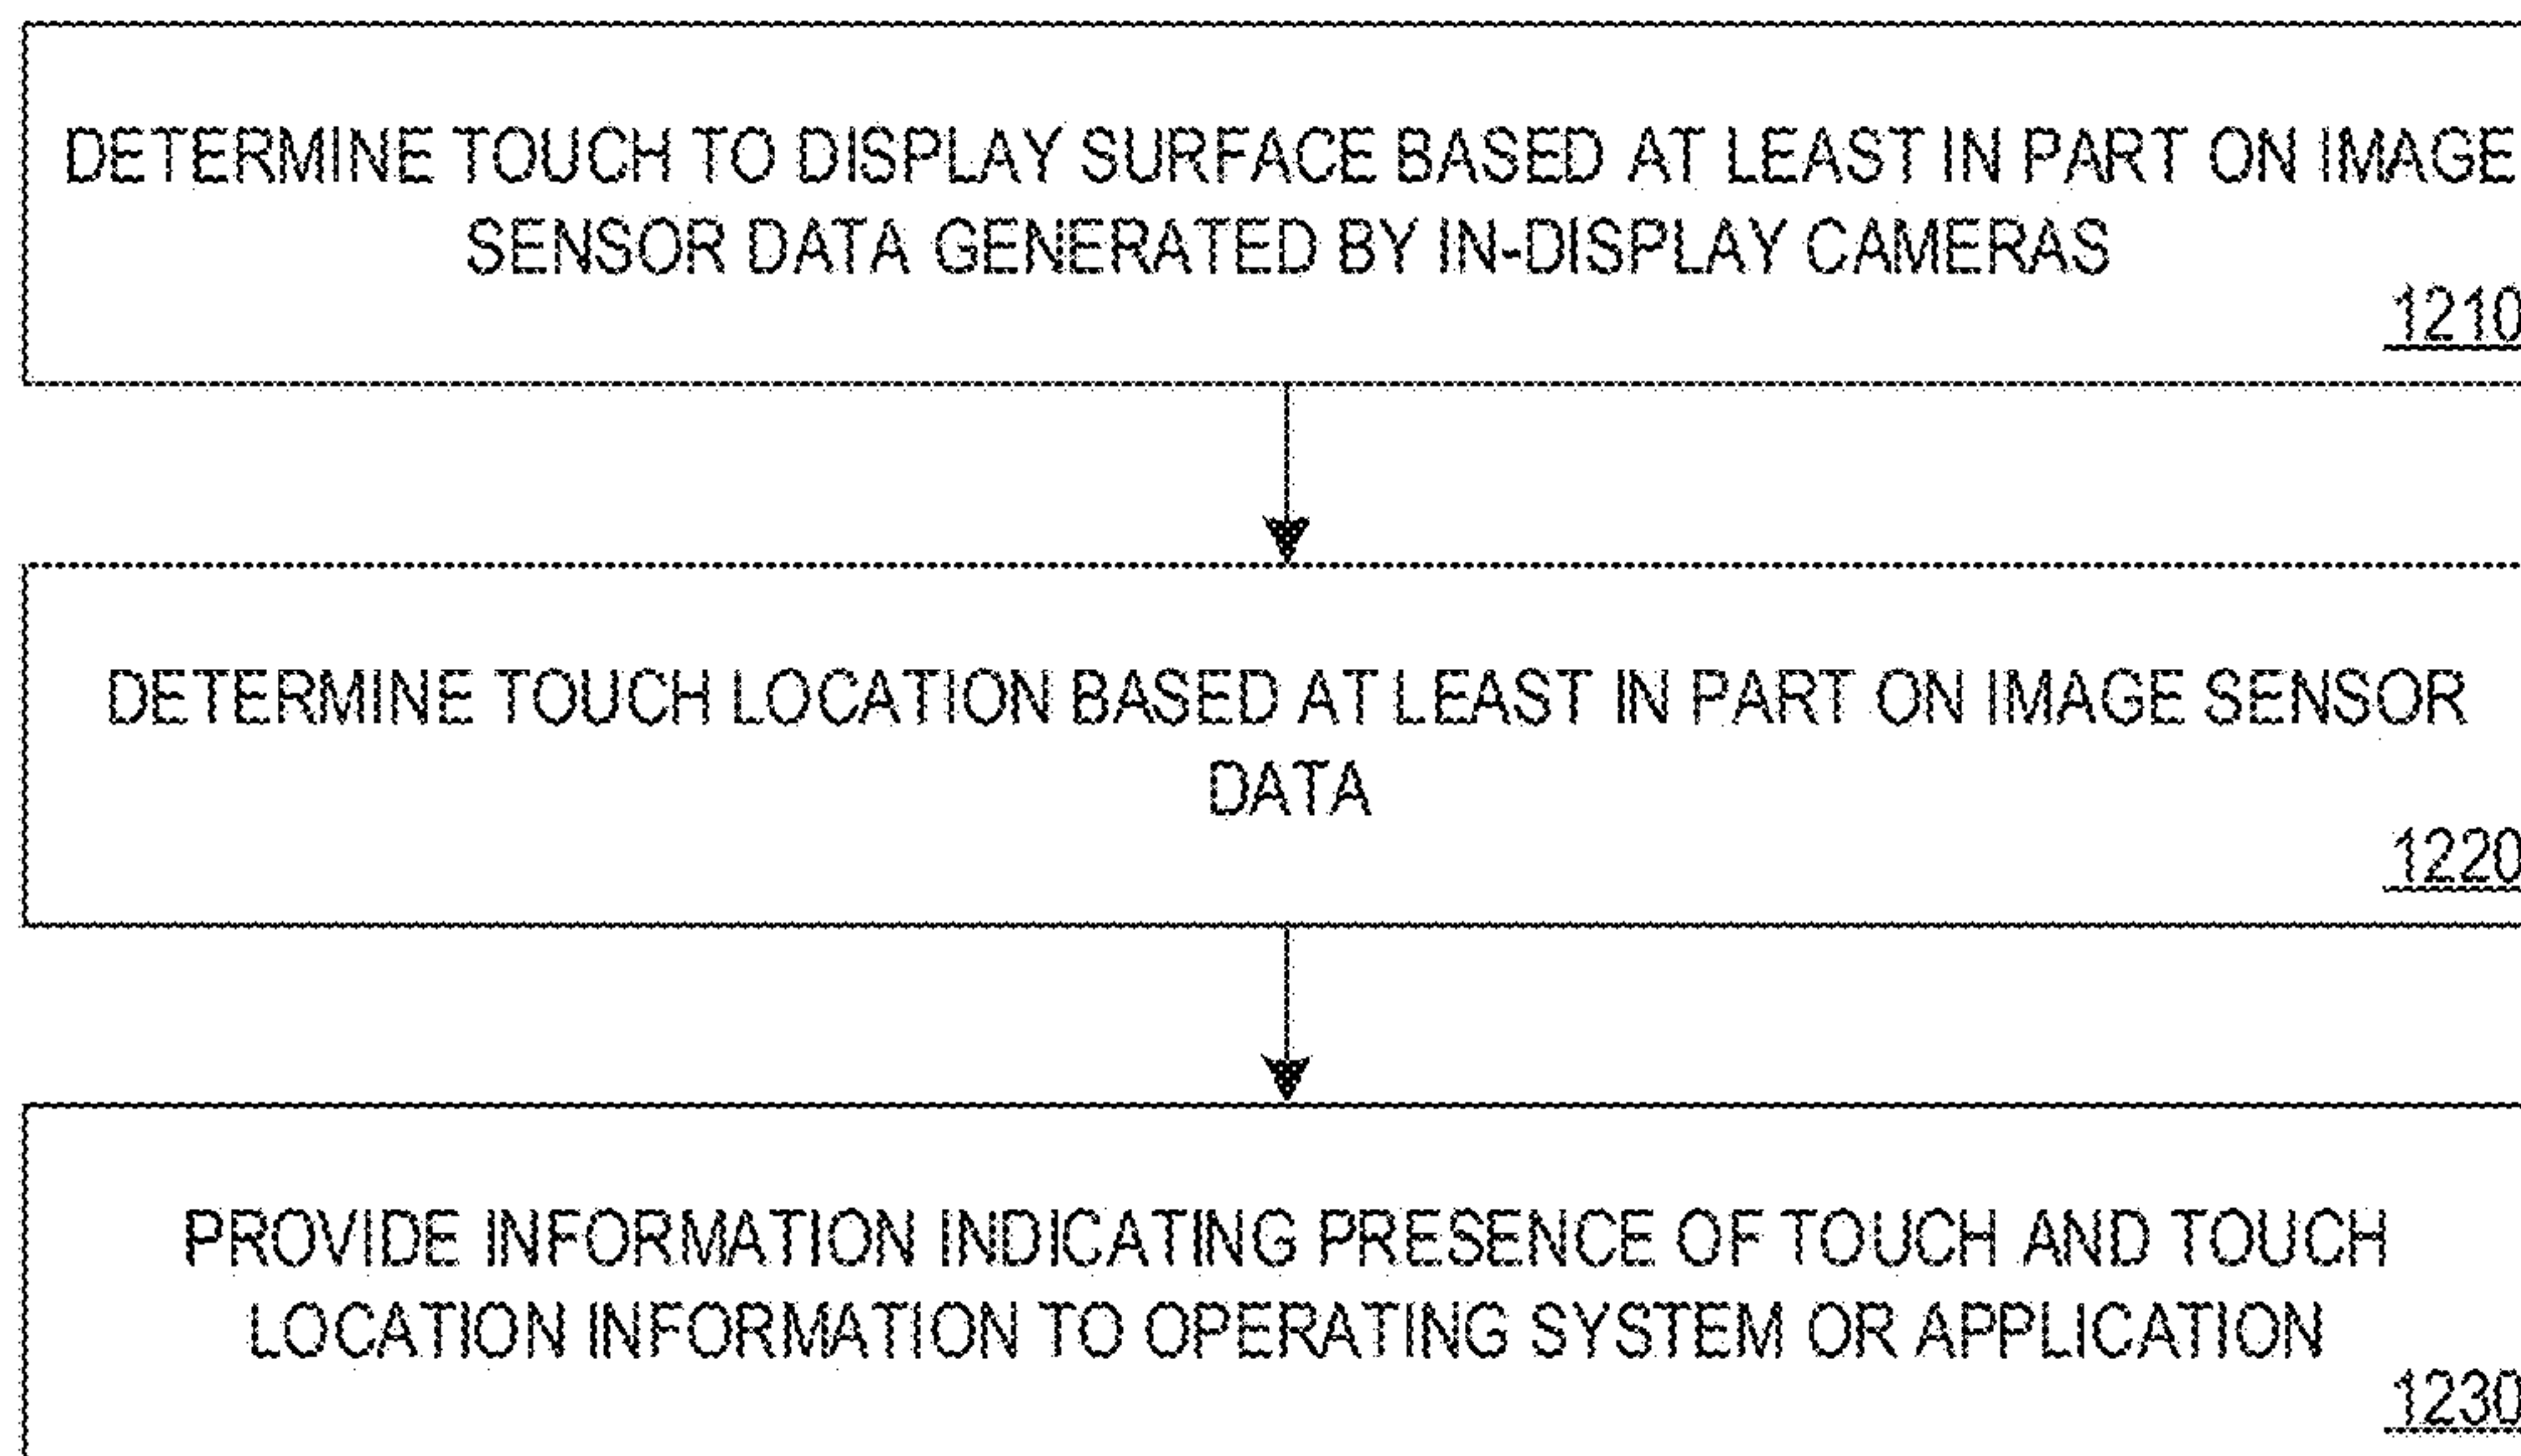 DETERMINE TOUCH TO DISPLAY SURFACE BASED AT LEAST IN PART ON IMAGE
SENSOR DATA GENERATED BY IN-DISPLAY CAMERAS
1210
DETERMINE TOUCH LOCATION BASED AT LEAST IN PART ON IMAGE SENSOR
DATA
1220
PROVIDE INFORMATION INDICATING PRESENCE OF TOUCH AND TOUCH
LOCATION INFORMATION TO OPERATING SYSTEM OR APPLICATION
1230